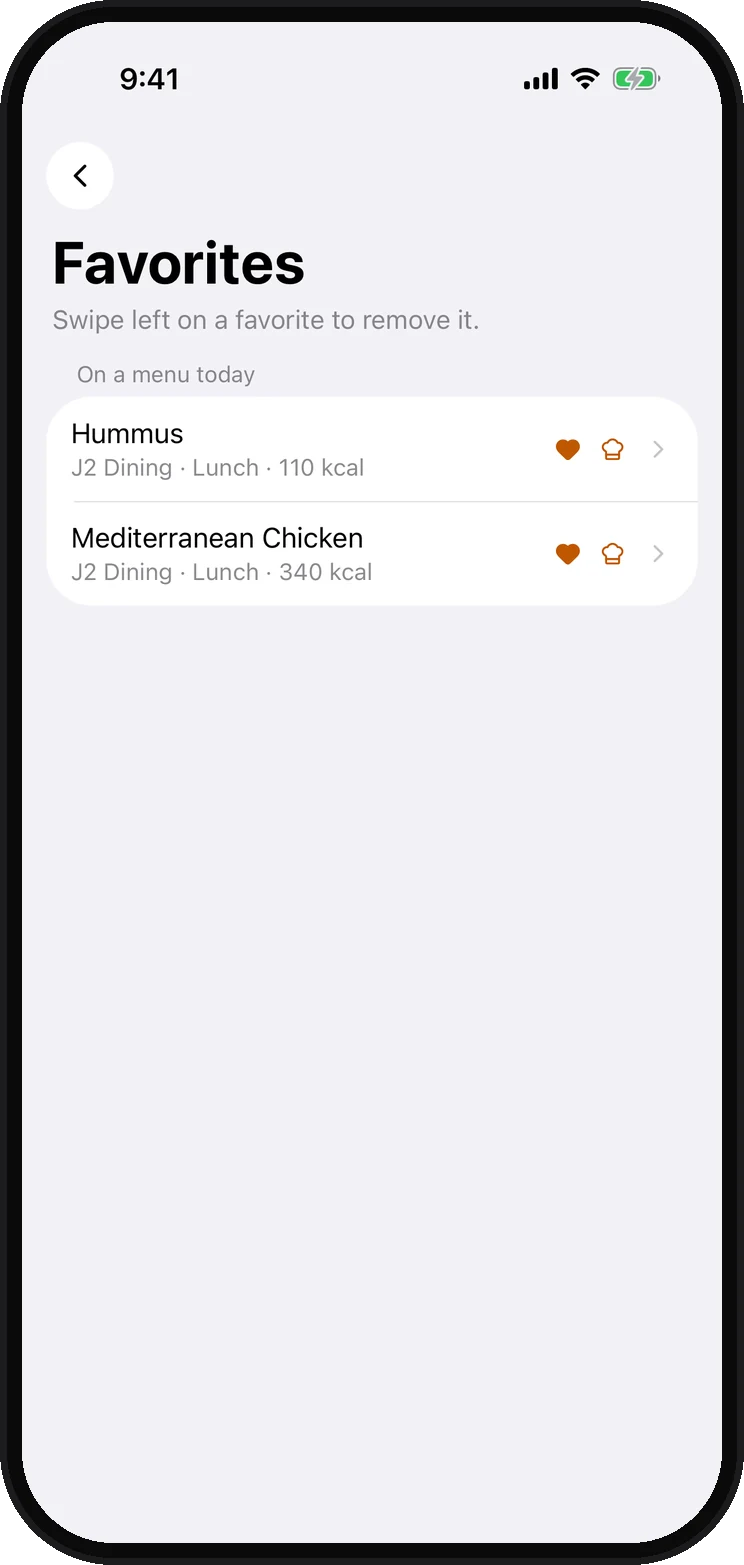 9:41
Favorites
Swipe left on a favorite to remove it.
On a menu today
Hummus
J2 Dining · Lunch · 110 kcal
Mediterranean Chicken
J2 Dining · Lunch · 340 kcal